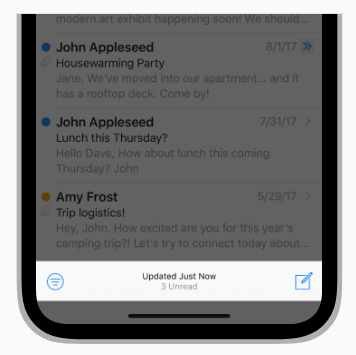 modern art exhibit happening soon! We should...
John Appleseed 8/1/17
Housewarming Party
Jane, We've moved into our apartment... and it
has a rooftop deck. Come by!
John Appleseed 7/31/17
Lunch this Thursday?
Hello Dave, How about lunch this coming
Thursday? John
Amy Frost 5/29/17
Trip logistics!
Hey, John. How excited are you for this year's
camping trip?! Let's try to connect today about...
Updated Just Now
3 Unread